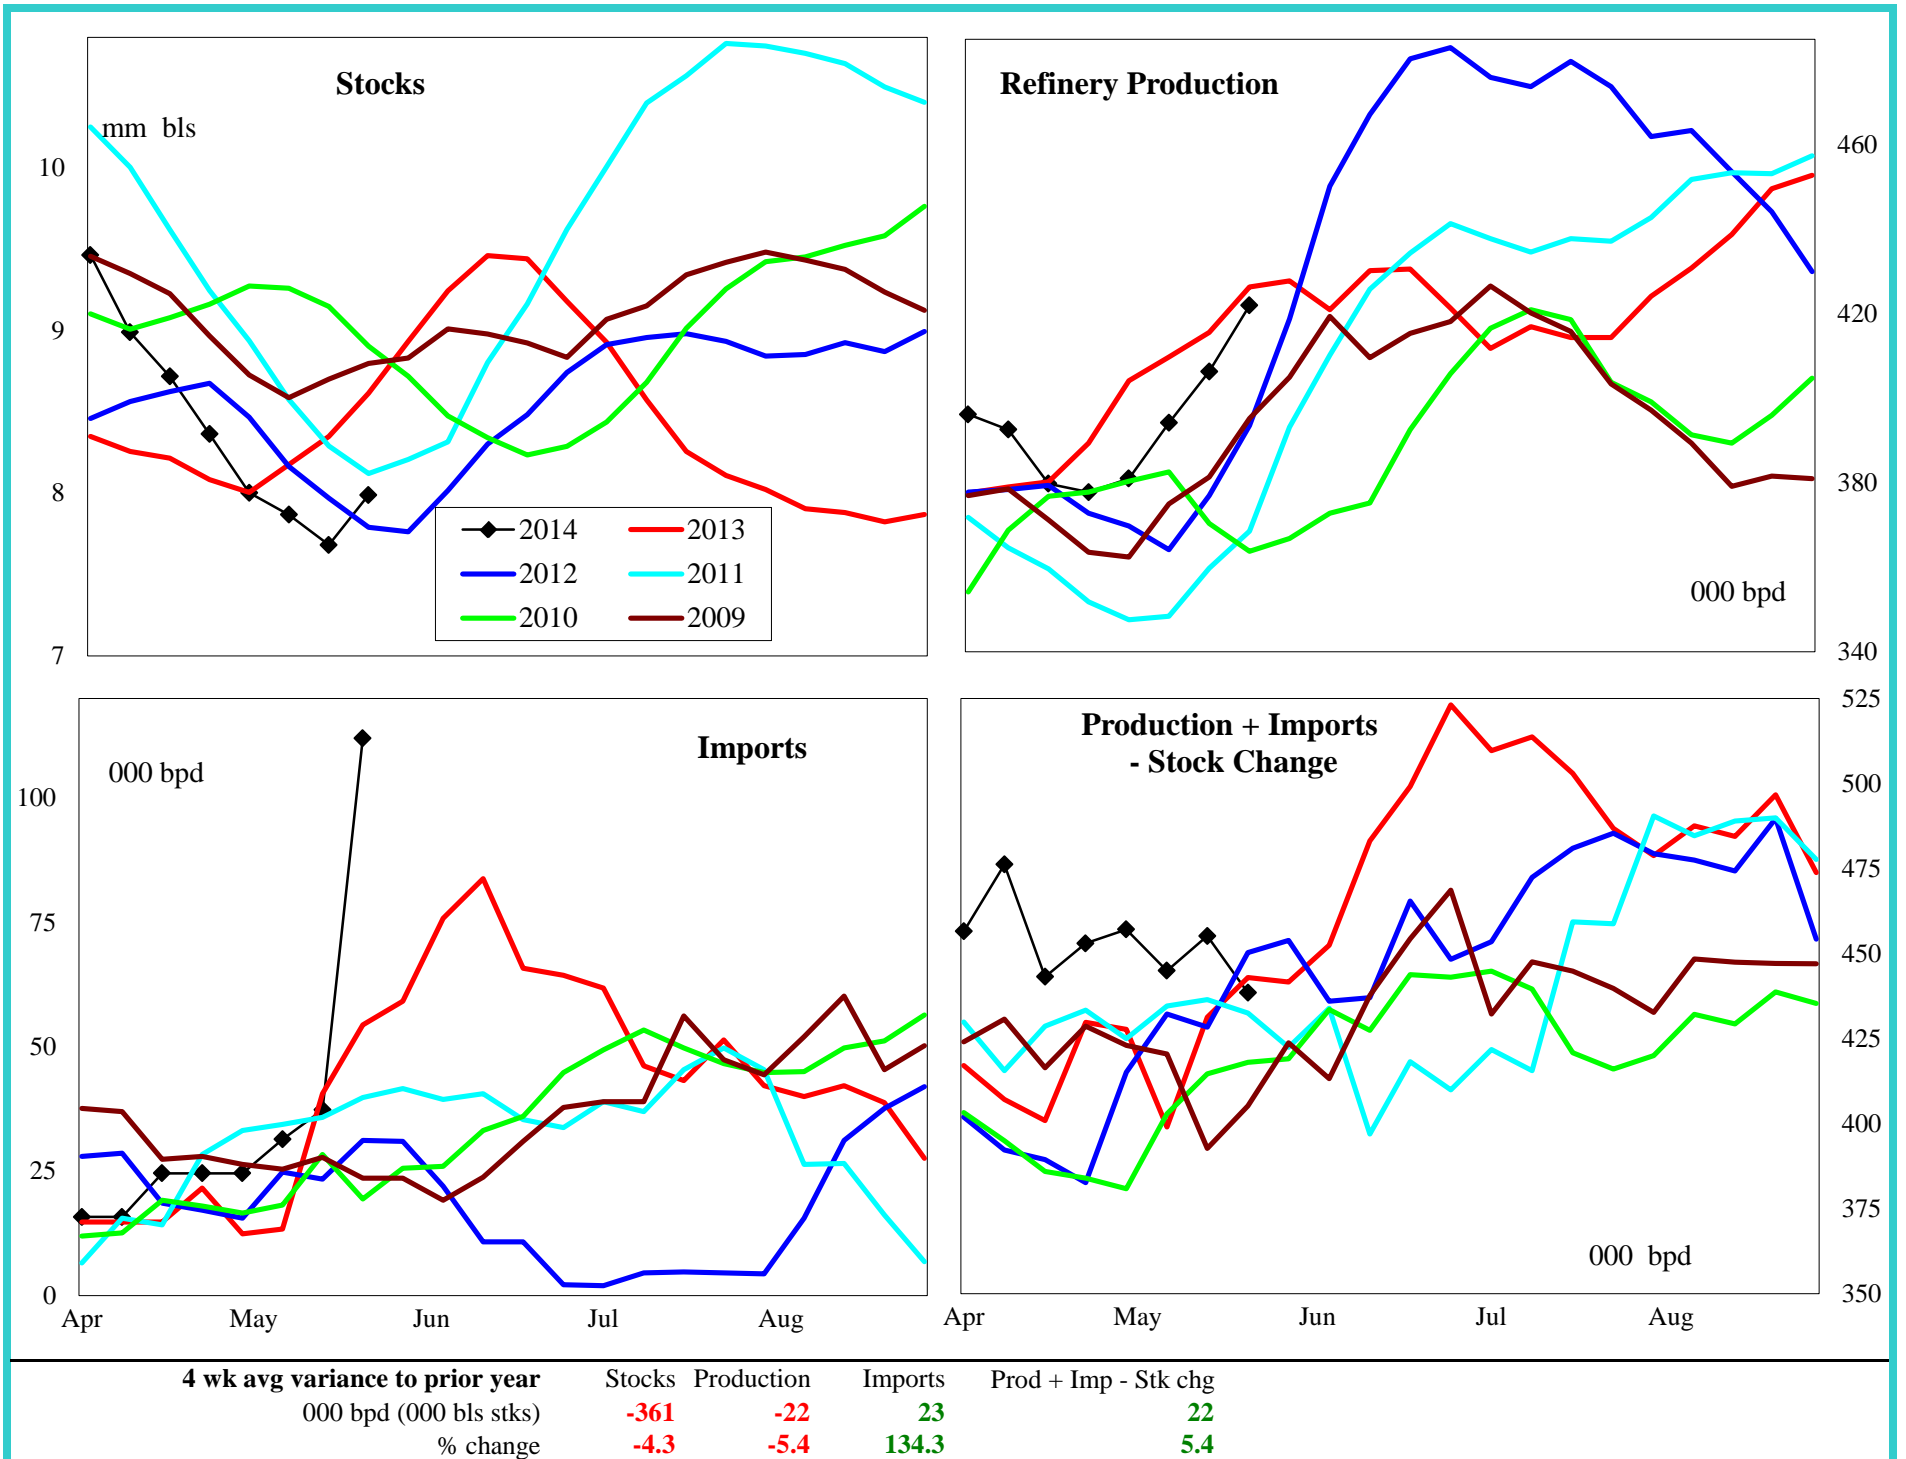 Stocks
mm bls
10
9
8
7
2014
2013
2012
2011
2010
2009
Refinery Production
000 bpd
460
420
380
340
Imports
000 bpd
100
75
50
25
0
Apr May Jun Jul Aug
Production + Imports
- Stock Change
000 bpd
525
500
475
450
425
400
375
350
Apr May Jun Jul Aug
4 wk avg variance to prior year Stocks Production Imports Prod + Imp - Stk chg
000 bpd (000 bls stks) -361 -22 23 22
% change -4.3 -5.4 134.3 5.4